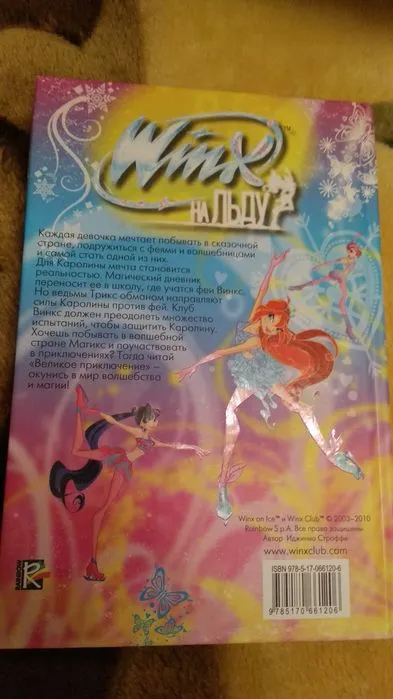 Winx
на льду
Каждая девочка мечтает побывать в сказочной
стране, подружиться с феями и волшебницами
и самой стать одной из них.
Для Каролины мечта становится
реальностью. Магический дневник
переносит ее в школу, где учатся феи Винкс.
Но ведьмы Трикс обманом направляют
силы Каролины против фей. Клуб
Винкс должен преодолеть множество
испытаний, чтобы защитить Каролину.
Хочешь побывать в волшебной
стране Магикс и поучаствовать
в приключениях? Тогда читай
«Великое приключение» –
окунись в мир волшебства
и магии!
Winx on Ice™ и Winx Club™ © 2003–2010
Rainbow S.p.A. Все права защищены.
Автор Иджинио Страффи
www.winxclub.com
ISBN 978-5-17-066120-6
9785170661206
RAINBOW